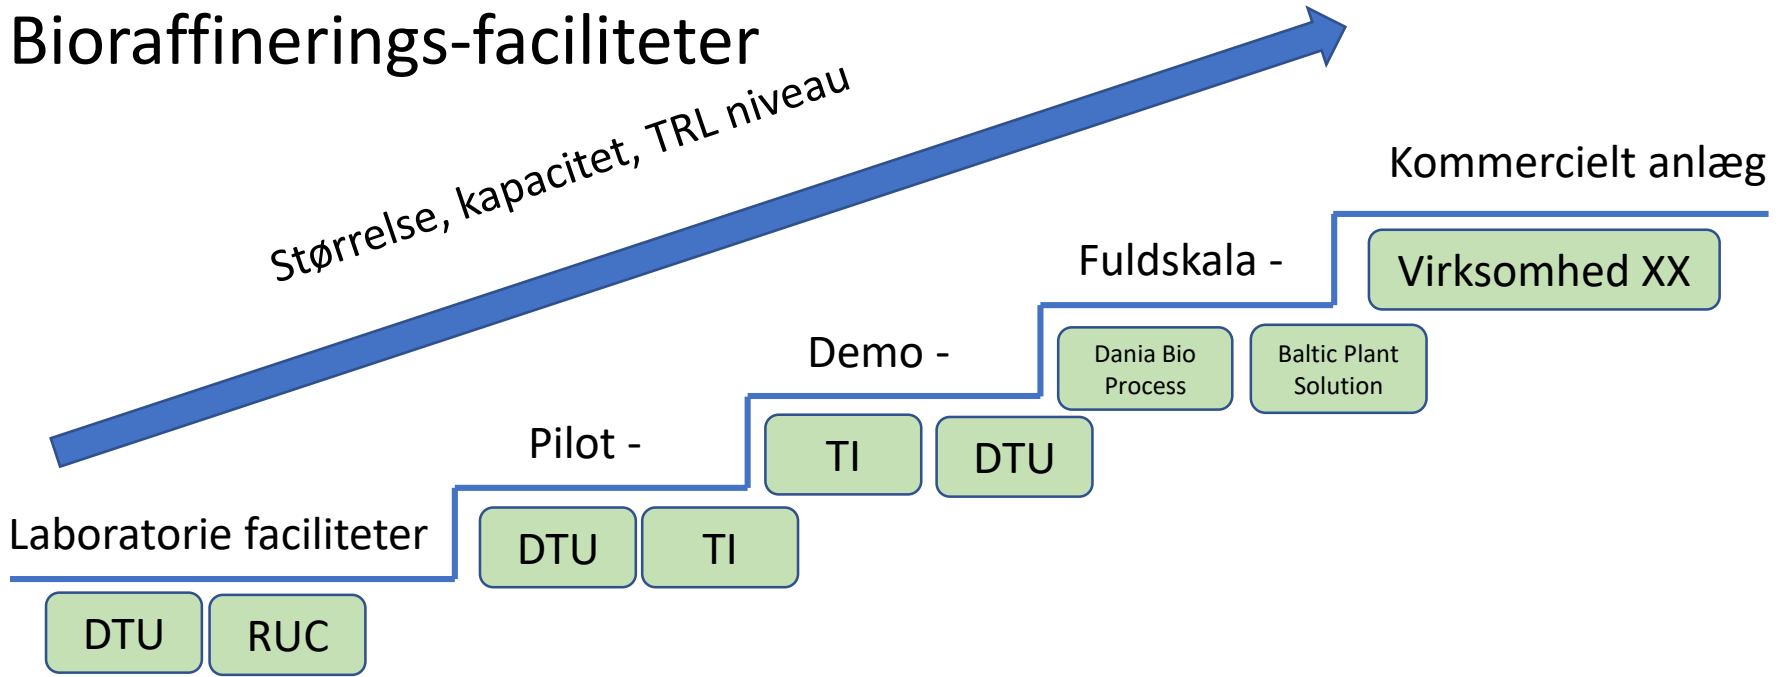 Bioraffinerings-faciliteter
Størrelse, kapacitet, TRL niveau
Kommercielt anlæg
Virksomhed XX
Fuldskala -
Dania Bio
Process
Baltic Plant
Solution
Demo -
TI
DTU
Pilot -
DTU
TI
Laboratorie faciliteter
DTU
RUC